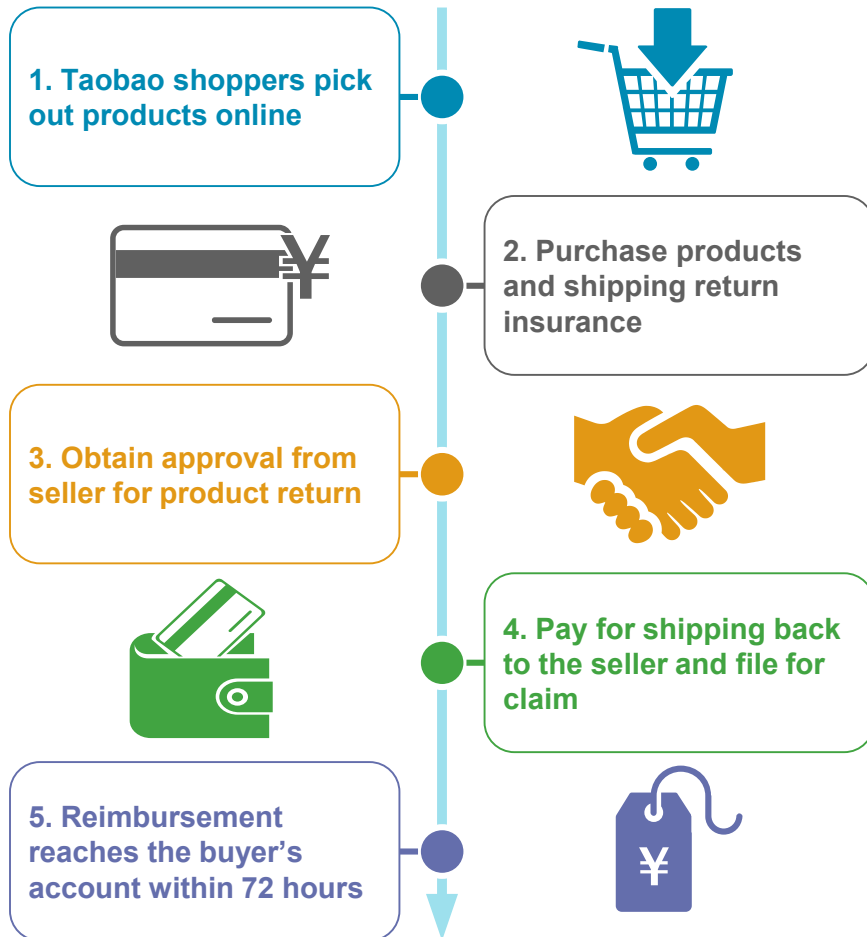 1. Taobao shoppers pick
out products online
¥
2. Purchase products
and shipping return
insurance
3. Obtain approval from
seller for product return
4. Pay for shipping back
to the seller and file for
claim
5. Reimbursement
reaches the buyer’s
account within 72 hours
¥